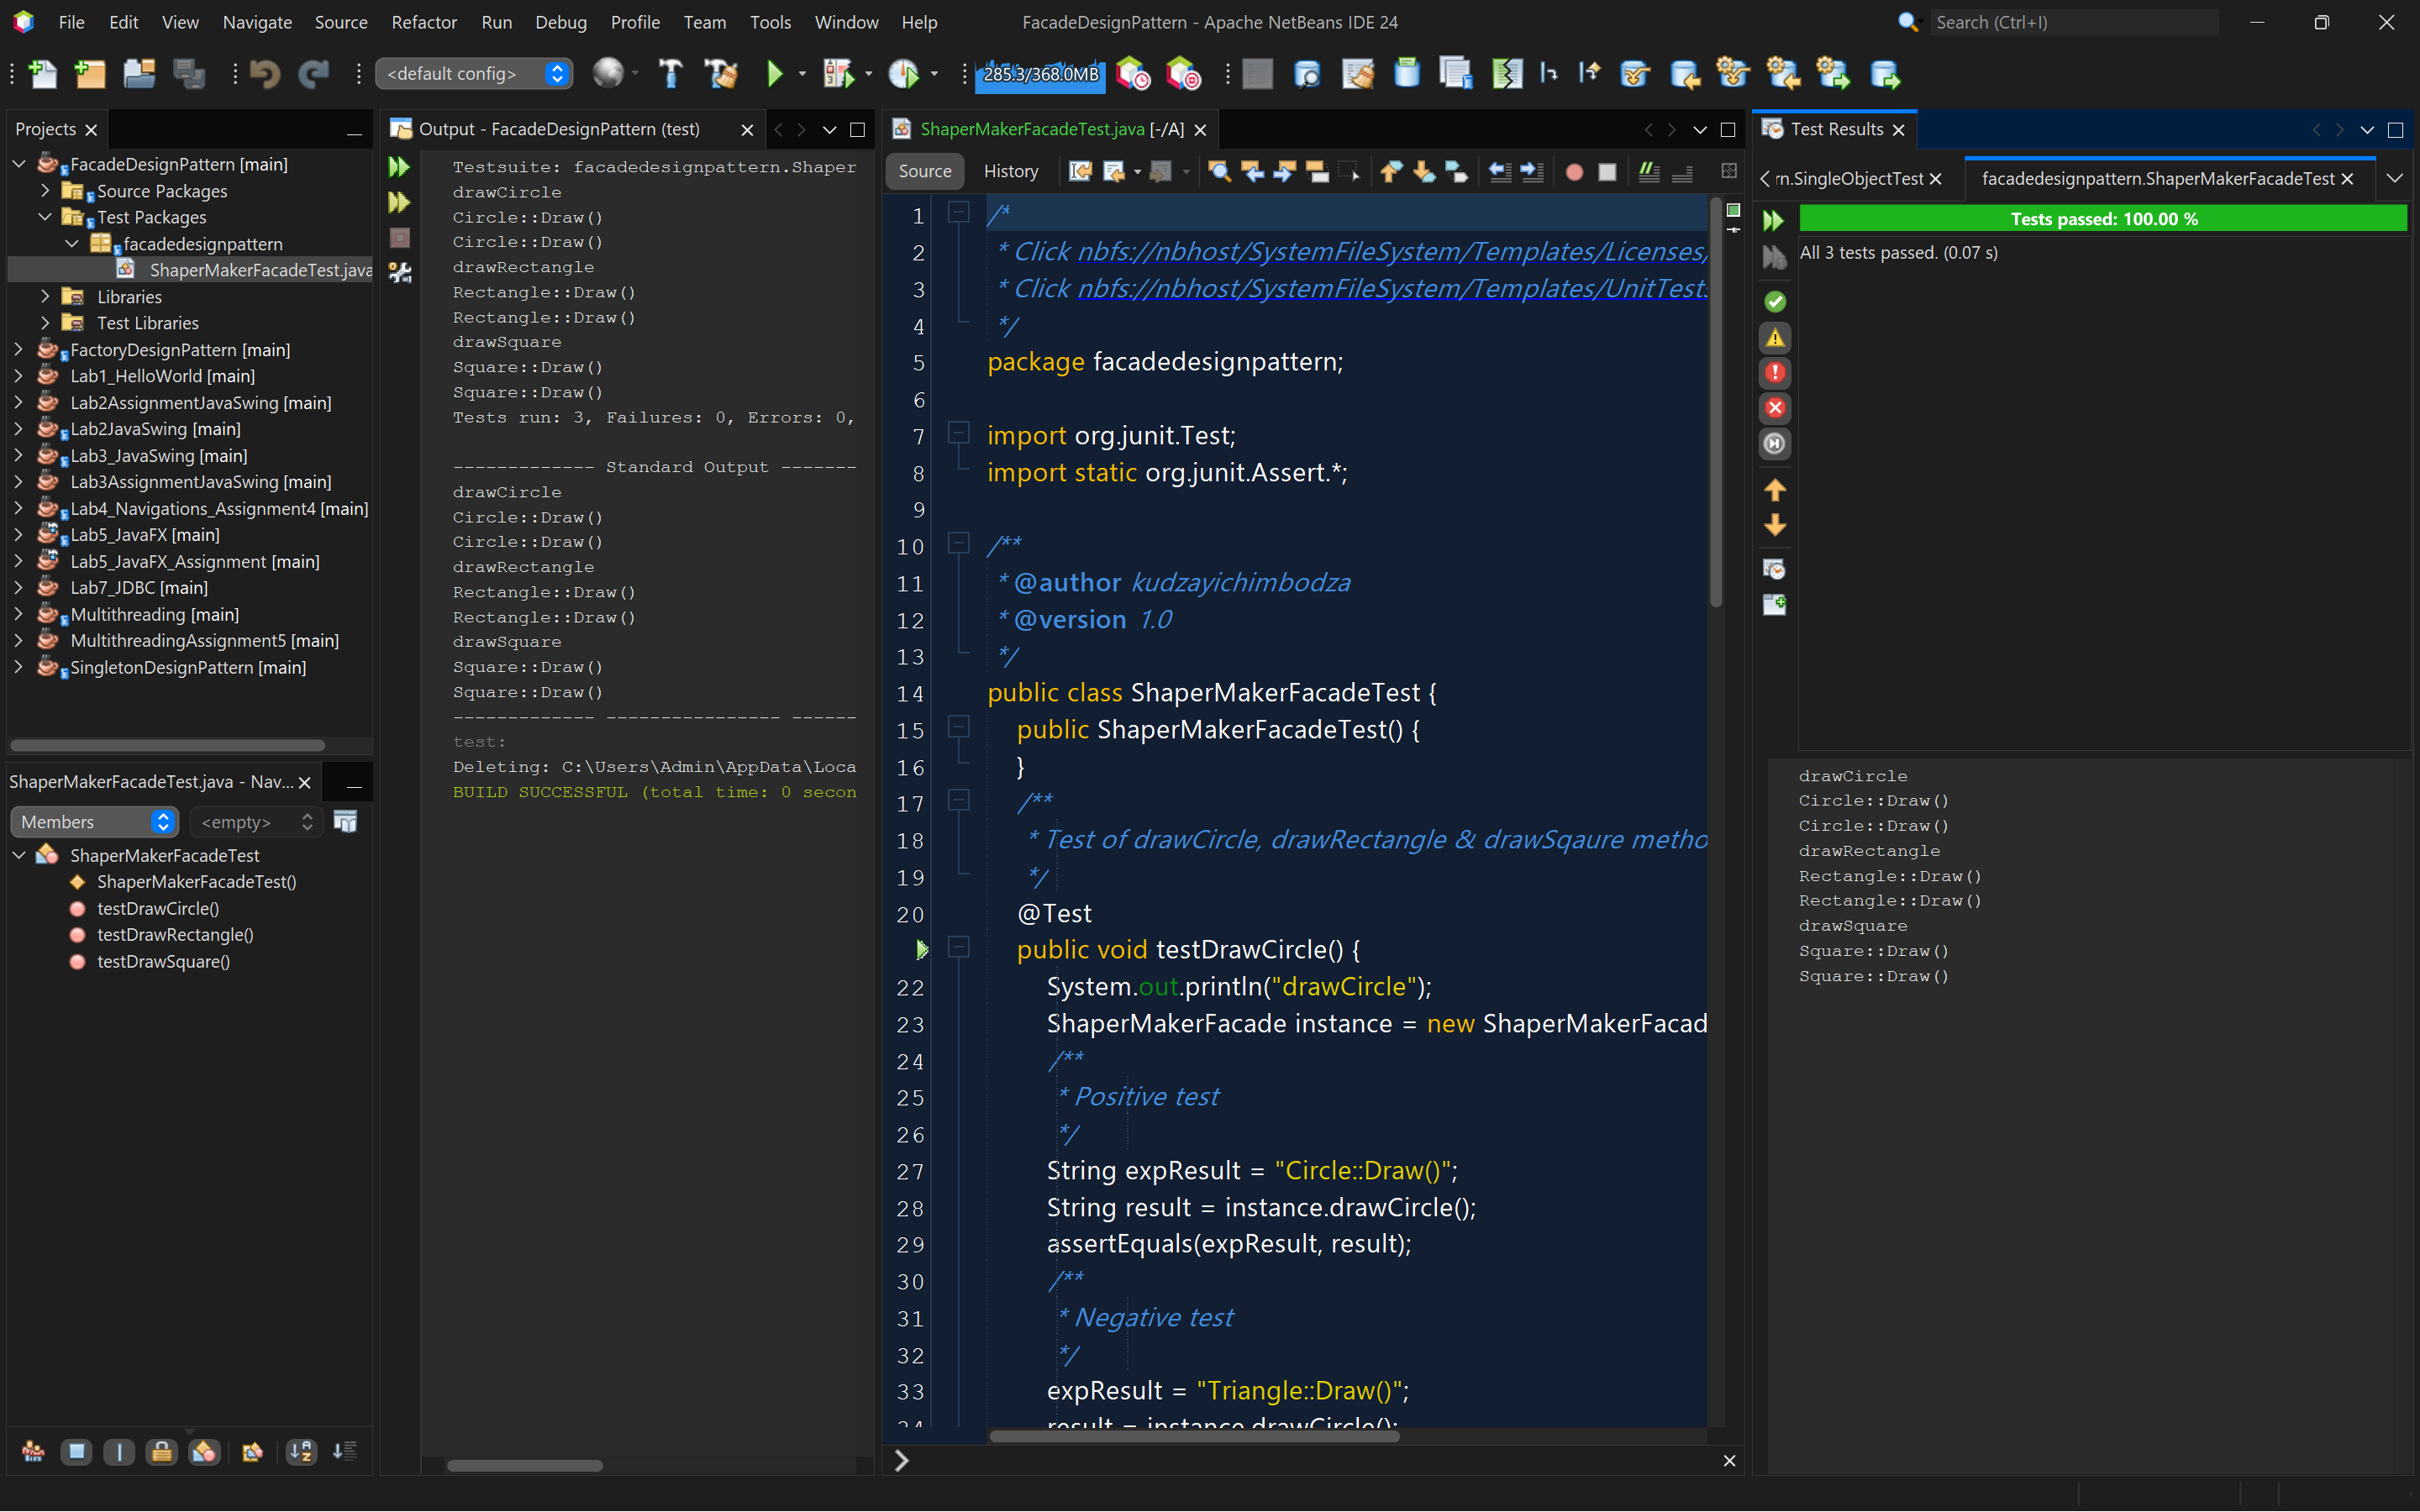 File Edit View Navigate Source Refactor Run Debug Profile Team Tools Window Help
FacadeDesignPattern - Apache NetBeans IDE 24
Search (Ctrl+I)
<default config>
285.3/368.0MB
Projects
FacadeDesignPattern [main]
Source Packages
Test Packages
facadedesignpattern
ShaperMakerFacadeTest.java
Libraries
Test Libraries
FactoryDesignPattern [main]
Lab1_HelloWorld [main]
Lab2AssignmentJavaSwing [main]
Lab2JavaSwing [main]
Lab3_JavaSwing [main]
Lab3AssignmentJavaSwing [main]
Lab4_Navigations_Assignment4 [main]
Lab5_JavaFX [main]
Lab5_JavaFX_Assignment [main]
Lab7_JDBC [main]
Multithreading [main]
MultithreadingAssignment5 [main]
SingletonDesignPattern [main]
ShaperMakerFacadeTest.java - Nav...
Members
<empty>
ShaperMakerFacadeTest
ShaperMakerFacadeTest()
testDrawCircle()
testDrawRectangle()
testDrawSquare()
Output - FacadeDesignPattern (test)
Testsuite: facadedesignpattern.Shaper
drawCircle
Circle::Draw()
Circle::Draw()
drawRectangle
Rectangle::Draw()
Rectangle::Draw()
drawSquare
Square::Draw()
Square::Draw()
Tests run: 3, Failures: 0, Errors: 0,
------------- Standard Output -------
drawCircle
Circle::Draw()
Circle::Draw()
drawRectangle
Rectangle::Draw()
Rectangle::Draw()
drawSquare
Square::Draw()
Square::Draw()
------------- ---------------- ------
test:
Deleting: C:\Users\Admin\AppData\Loca
BUILD SUCCESSFUL (total time: 0 secon
ShaperMakerFacadeTest.java [-/A]
Source History
1 /*
2 * Click nbfs://nbhost/SystemFileSystem/Templates/Licenses/
3 * Click nbfs://nbhost/SystemFileSystem/Templates/UnitTests
4 */
5 package facadedesignpattern;
6
7 import org.junit.Test;
8 import static org.junit.Assert.*;
9
10 /**
11 * @author kudzayichimbodza
12 * @version 1.0
13 */
14 public class ShaperMakerFacadeTest {
15 public ShaperMakerFacadeTest() {
16 }
17 /**
18 * Test of drawCircle, drawRectangle & drawSqaure metho
19 */
20 @Test
public void testDrawCircle() {
22 System.out.println("drawCircle");
23 ShaperMakerFacade instance = new ShaperMakerFacad
24 /**
25 * Positive test
26 */
27 String expResult = "Circle::Draw()";
28 String result = instance.drawCircle();
29 assertEquals(expResult, result);
30 /**
31 * Negative test
32 */
33 expResult = "Triangle::Draw()";
34 result = instance.drawCircle();
Test Results
rn.SingleObjectTest
facadedesignpattern.ShaperMakerFacadeTest
Tests passed: 100.00 %
All 3 tests passed. (0.07 s)
drawCircle
Circle::Draw()
Circle::Draw()
drawRectangle
Rectangle::Draw()
Rectangle::Draw()
drawSquare
Square::Draw()
Square::Draw()